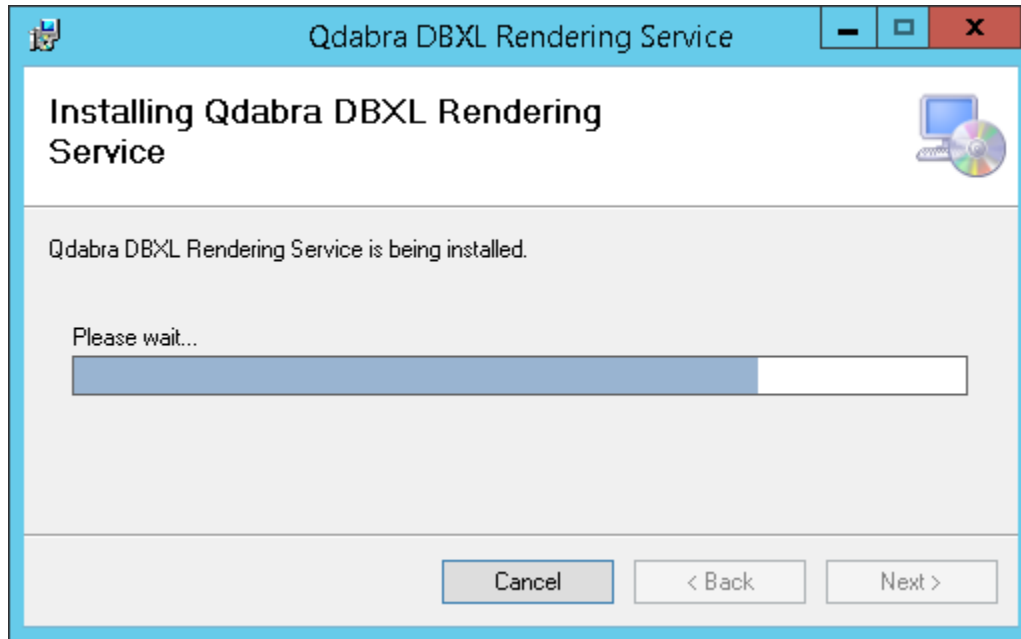 Qdabra DBXL Rendering Service
Installing Qdabra DBXL Rendering
Service
Qdabra DBXL Rendering Service is being installed.
Please wait...
Cancel
< Back
Next >